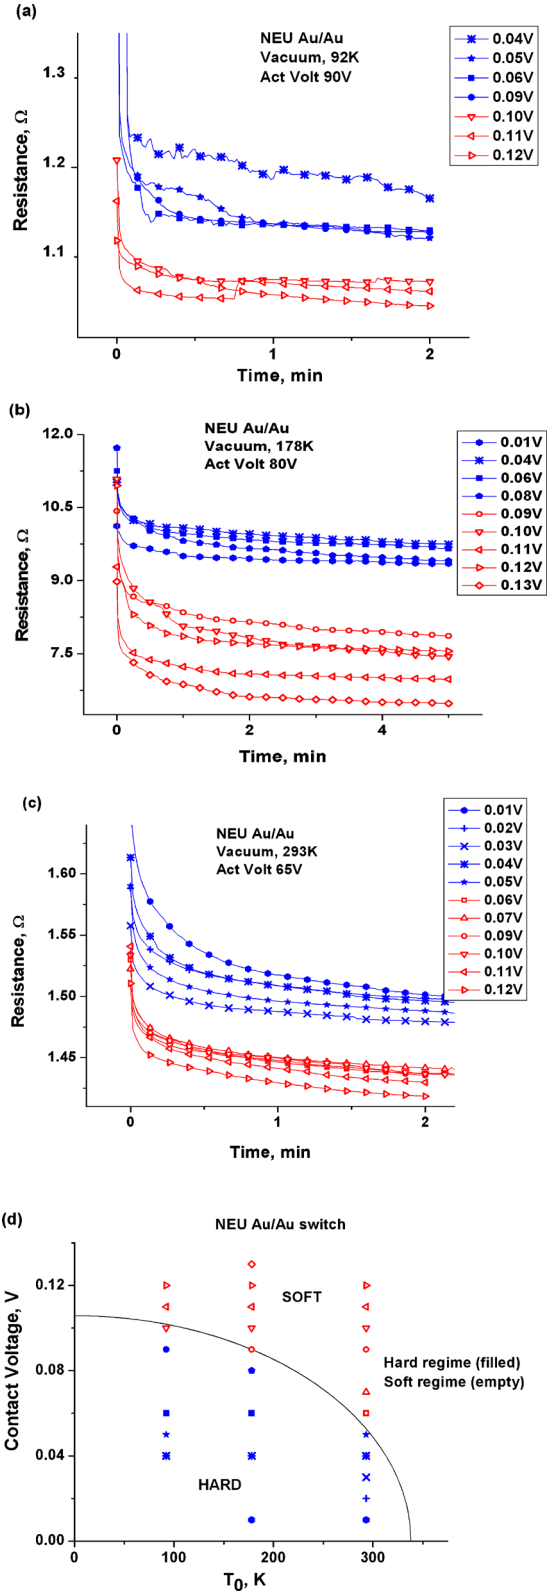 (a)
NEU Au/Au
Vacuum, 92K
Act Volt 90V
0.04V
0.05V
0.06V
0.09V
0.10V
0.11V
0.12V
1.3
1.2
1.1
Resistance, Ω
0
1
2
Time, min
(b)
NEU Au/Au
Vacuum, 178K
Act Volt 80V
0.01V
0.04V
0.06V
0.08V
0.09V
0.10V
0.11V
0.12V
0.13V
12.0
10.5
9.0
7.5
Resistance, Ω
0
2
4
Time, min
(c)
NEU Au/Au
Vacuum, 293K
Act Volt 65V
0.01V
0.02V
0.03V
0.04V
0.05V
0.06V
0.07V
0.09V
0.10V
0.11V
0.12V
1.60
1.55
1.50
1.45
Resistance, Ω
0
1
2
Time, min
(d)
NEU Au/Au switch
0.12
0.08
0.04
0.00
Contact Voltage, V
SOFT
Hard regime (filled)
Soft regime (empty)
HARD
0
100
200
300
T0, K